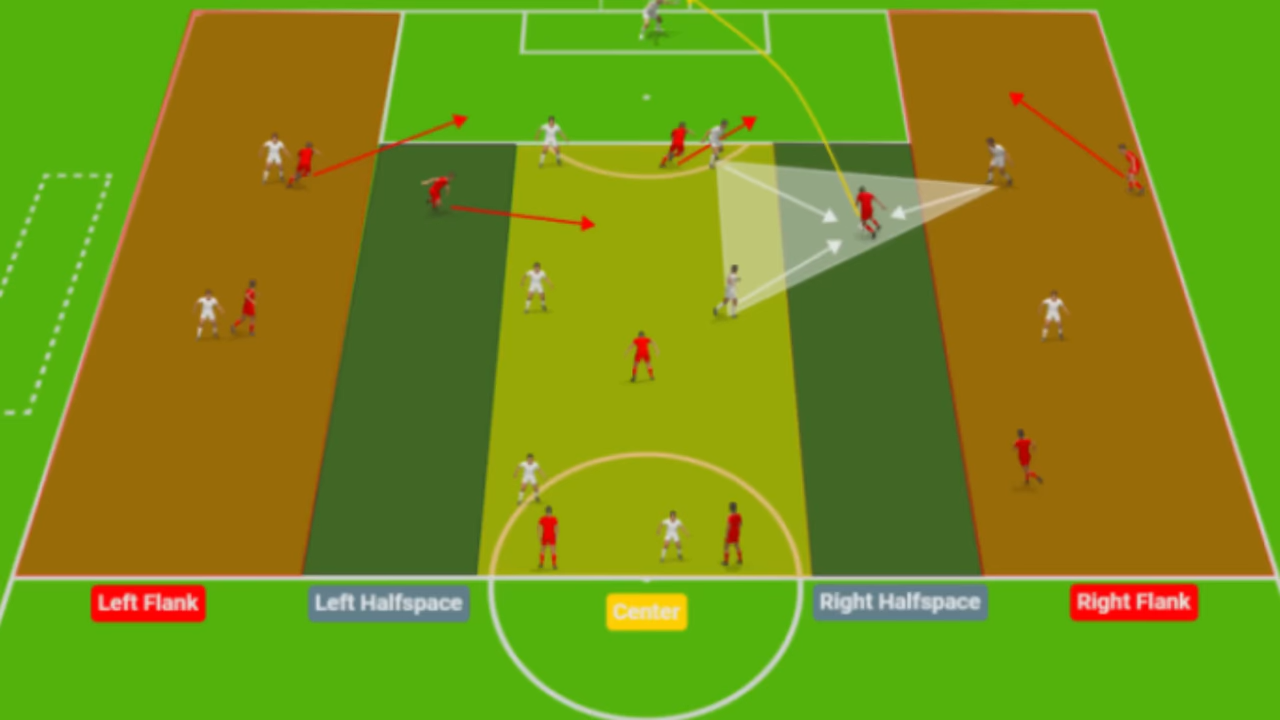 Left Flank
Left Halfspace
Center
Right Halfspace
Right Flank